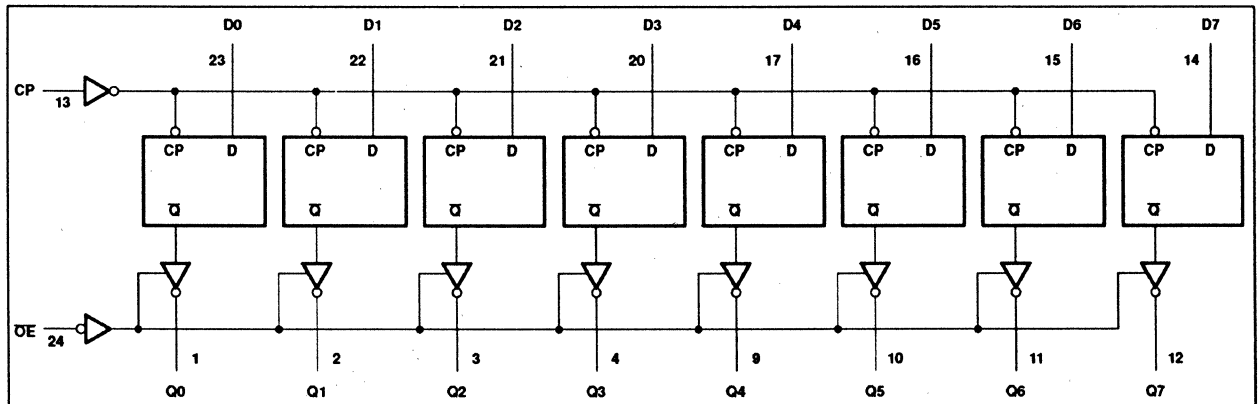 D0 D1 D2 D3 D4 D5 D6 D7
23 22 21 20 17 16 15 14
CP
13
CP D CP D CP D CP D CP D CP D CP D CP D
Q̅ Q̅ Q̅ Q̅ Q̅ Q̅ Q̅ Q̅
O̅E̅
24
1 2 3 4 9 10 11 12
Q0 Q1 Q2 Q3 Q4 Q5 Q6 Q7